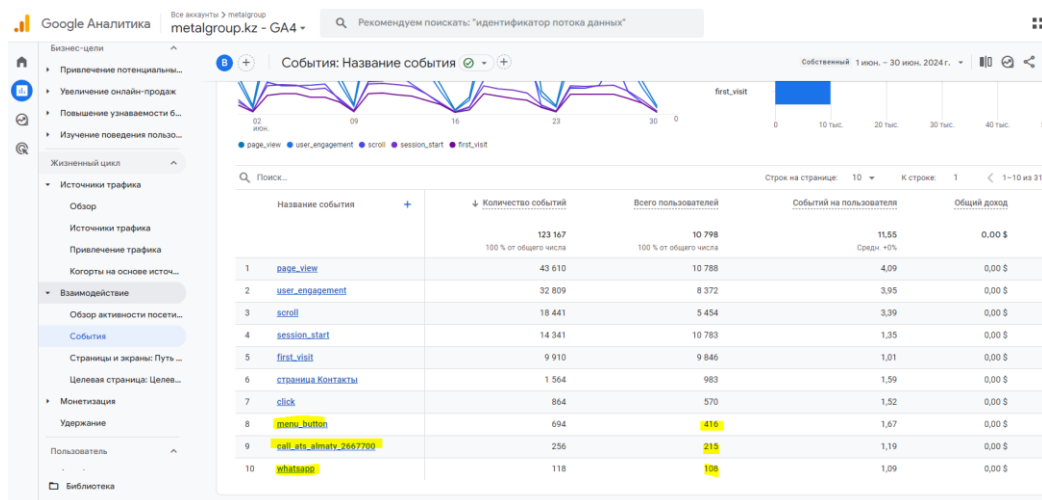 Google Аналитика
Все аккаунты > metalgroup
metalgroup.kz - GA4
Рекомендуем поискать: "идентификатор потока данных"
Бизнес-цели
Привлечение потенциальны...
Увеличение онлайн-продаж
Повышение узнаваемости б...
Изучение поведения пользо...
Жизненный цикл
Источники трафика
Обзор
Источники трафика
Привлечение трафика
Когорты на основе источ...
Взаимодействие
Обзор активности посети...
События
Страницы и экраны: Путь ...
Целевая страница: Целев...
Монетизация
Удержание
Пользователь
Библиотека
B
События: Название события
Собственный 1 июн. – 30 июн. 2024 г.
02 июн. 09 16 23 30 0
page_view user_engagement scroll session_start first_visit
first_visit
0 10 тыс. 20 тыс. 30 тыс. 40 тыс.
Поиск...
Строк на странице: 10 К строке: 1 1–10 из 31
Название события + ↓ Количество событий Всего пользователей Событий на пользователя Общий доход
123 167 10 798 11,55 0,00 $
100 % от общего числа 100 % от общего числа Средн. +0%
1 page_view 43 610 10 788 4,09 0,00 $
2 user_engagement 32 809 8 372 3,95 0,00 $
3 scroll 18 441 5 454 3,39 0,00 $
4 session_start 14 341 10 783 1,35 0,00 $
5 first_visit 9 910 9 846 1,01 0,00 $
6 страница Контакты 1 564 983 1,59 0,00 $
7 click 864 570 1,52 0,00 $
8 menu_button 694 416 1,67 0,00 $
9 call_ats_almaty_2667700 256 215 1,19 0,00 $
10 whatsapp 118 108 1,09 0,00 $